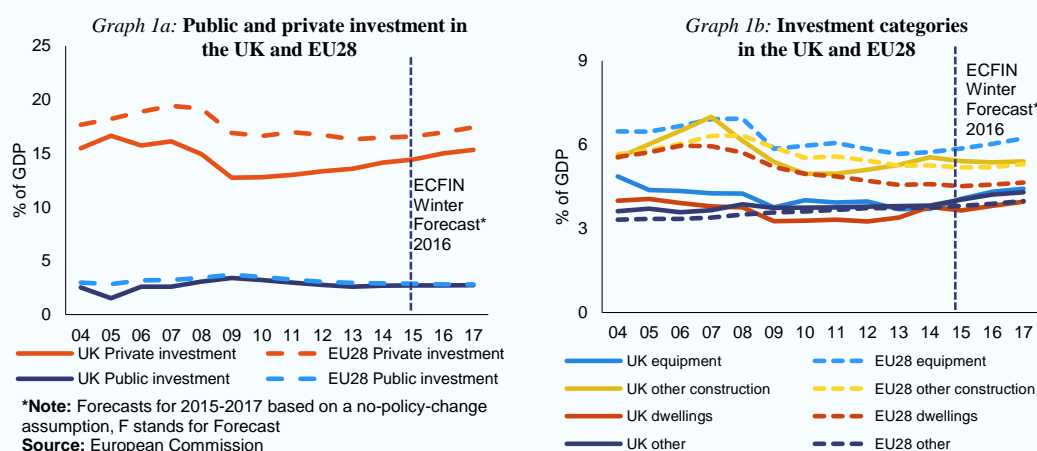 Graph 1a: Public and private investment in
the UK and EU28
25
20
15
10
5
0
% of GDP
ECFIN
Winter
Forecast*
2016
04 05 06 07 08 09 10 11 12 13 14 15 16 17
UK Private investment
EU28 Private investment
UK Public investment
EU28 Public investment
*Note: Forecasts for 2015-2017 based on a no-policy-change
assumption, F stands for Forecast
Source: European Commission
Graph 1b: Investment categories
in the UK and EU28
9
6
3
0
% of GDP
ECFIN
Winter
Forecast*
2016
04 05 06 07 08 09 10 11 12 13 14 15 16 17
UK equipment
EU28 equipment
UK other construction
EU28 other construction
UK dwellings
EU28 dwellings
UK other
EU28 other